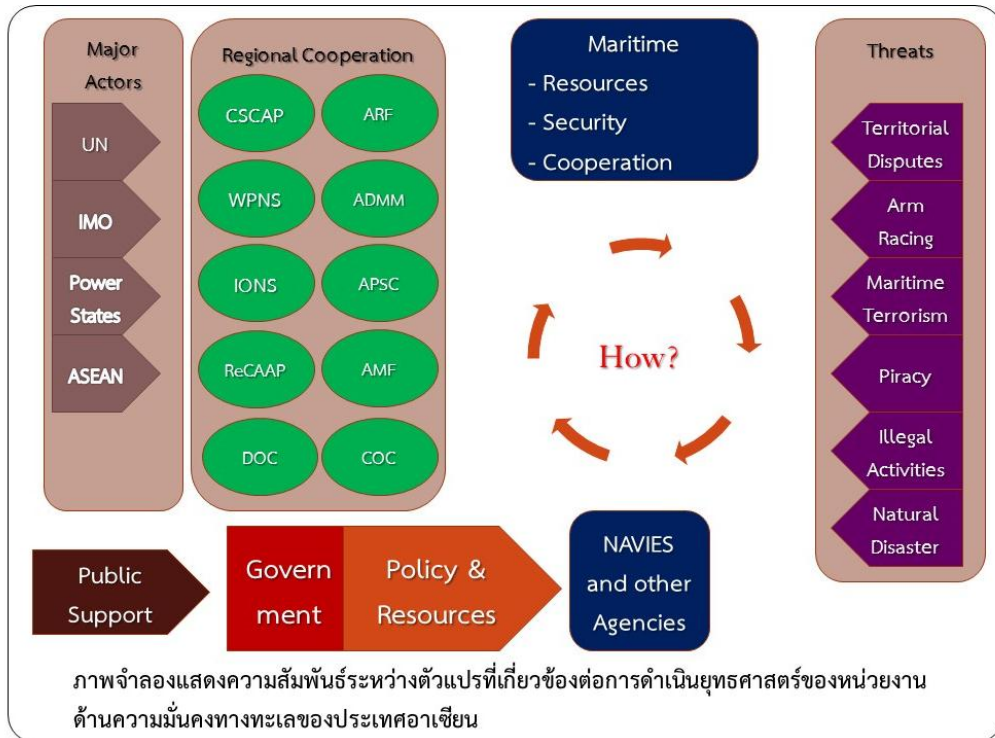 Major
Actors
UN
IMO
Power
States
ASEAN
Regional Cooperation
CSCAP
ARF
WPNS
ADMM
IONS
APSC
ReCAAP
AMF
DOC
COC
Maritime
- Resources
- Security
- Cooperation
How?
Threats
Territorial
Disputes
Arm
Racing
Maritime
Terrorism
Piracy
Illegal
Activities
Natural
Disaster
Public
Support
Govern
ment
Policy &
Resources
NAVIES
and other
Agencies
ภาพจำลองแสดงความสัมพันธ์ระหว่างตัวแปรที่เกี่ยวข้องต่อการดำเนินยุทธศาสตร์ของหน่วยงาน
ด้านความมั่นคงทางทะเลของประเทศอาเซียน